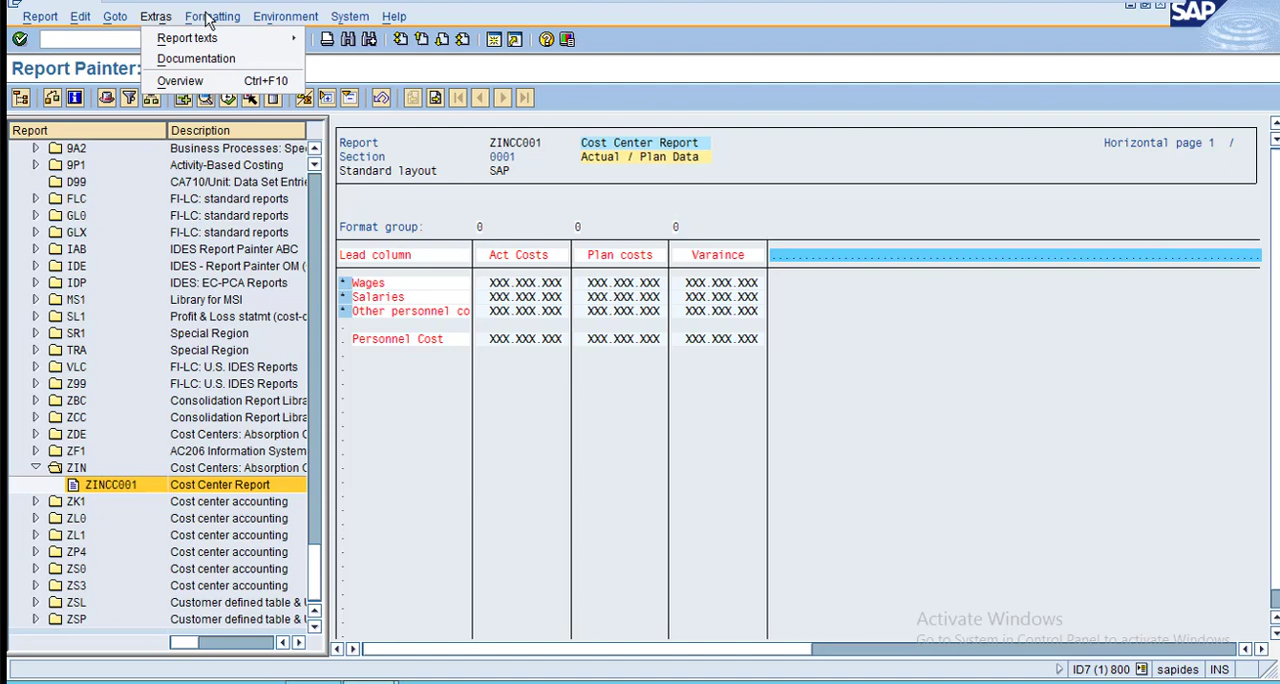 Report Edit Goto Extras Formatting Environment System Help
SAP
Report texts
Documentation
Overview Ctrl+F10
Report Painter:
Report Description
9A2 Business Processes: Spe
9P1 Activity-Based Costing
D99 CA710/Unit: Data Set Entrie
FLC FI-LC: standard reports
GL0 FI-LC: standard reports
GLX FI-LC: standard reports
IAB IDES Report Painter ABC
IDE IDES - Report Painter OM (
IDP IDES: EC-PCA Reports
MS1 Library for MSI
SL1 Profit & Loss statmt (cost-o
SR1 Special Region
TRA Special Region
VLC FI-LC: U.S. IDES Reports
Z99 FI-LC: U.S. IDES Reports
ZBC Consolidation Report Libra
ZCC Consolidation Report Libra
ZDE Cost Centers: Absorption C
ZF1 AC206 Information System
ZIN Cost Centers: Absorption C
ZINCC001 Cost Center Report
ZK1 Cost center accounting
ZL0 Cost center accounting
ZL1 Cost center accounting
ZP4 Cost center accounting
ZS0 Cost center accounting
ZS3 Cost center accounting
ZSL Customer defined table &
ZSP Customer defined table &
Report ZINCC001 Cost Center Report Horizontal page 1 /
Section 0001 Actual / Plan Data
Standard layout SAP
Format group: 0 0 0
Lead column Act Costs Plan costs Varaince
* Wages XXX.XXX.XXX XXX.XXX.XXX XXX.XXX.XXX
* Salaries XXX.XXX.XXX XXX.XXX.XXX XXX.XXX.XXX
* Other personnel co XXX.XXX.XXX XXX.XXX.XXX XXX.XXX.XXX
. Personnel Cost XXX.XXX.XXX XXX.XXX.XXX XXX.XXX.XXX
Activate Windows
Go to System in Control Panel to activate Windows.
ID7 (1) 800 sapides INS